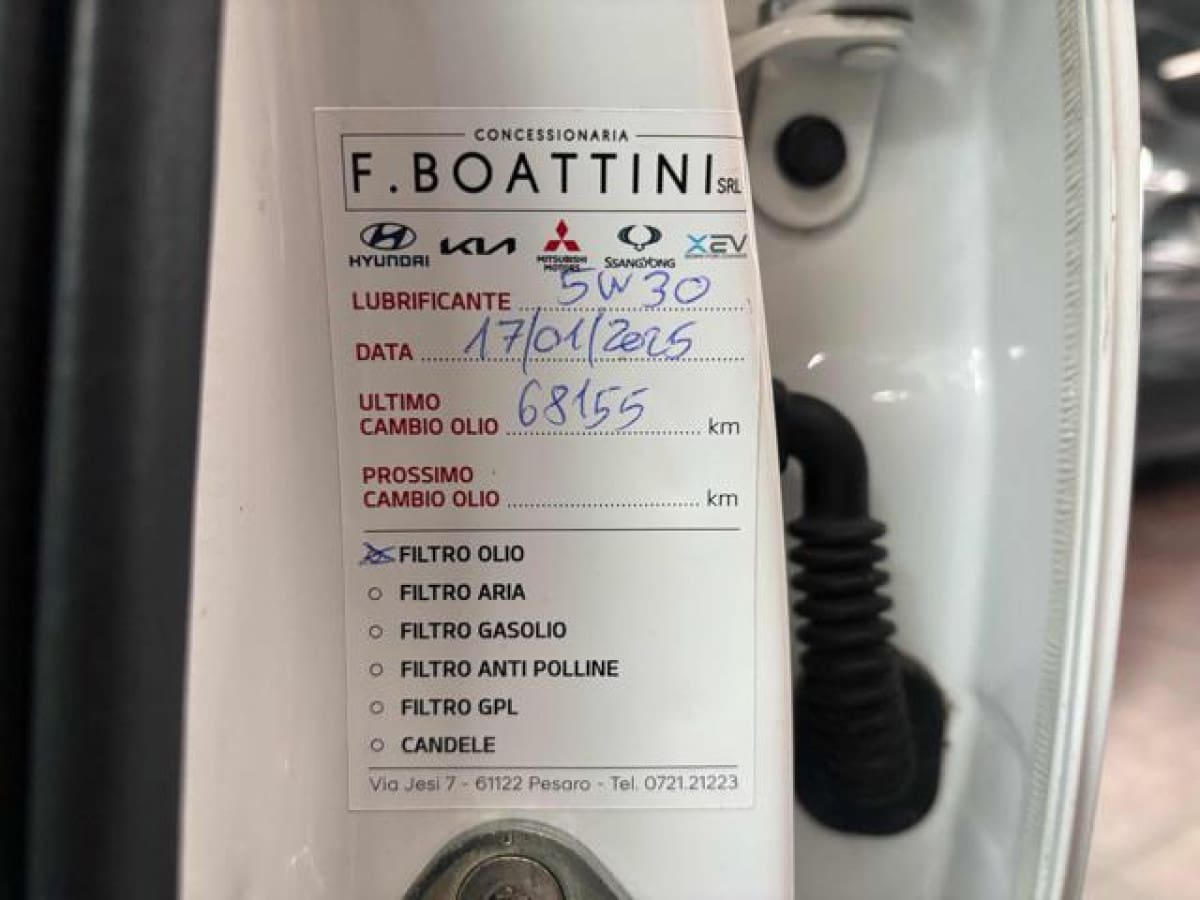 CONCESSIONARIA
F.BOATTINI SRL
HYUNDAI KIA MITSUBISHI MOTORS SSANGYONG XEV
LUBRIFICANTE 5W30
DATA 17/01/2025
ULTIMO
CAMBIO OLIO 68155 km
PROSSIMO
CAMBIO OLIO km
FILTRO OLIO
FILTRO ARIA
FILTRO GASOLIO
FILTRO ANTI POLLINE
FILTRO GPL
CANDELE
Via Jesi 7 - 61122 Pesaro - Tel. 0721.21223